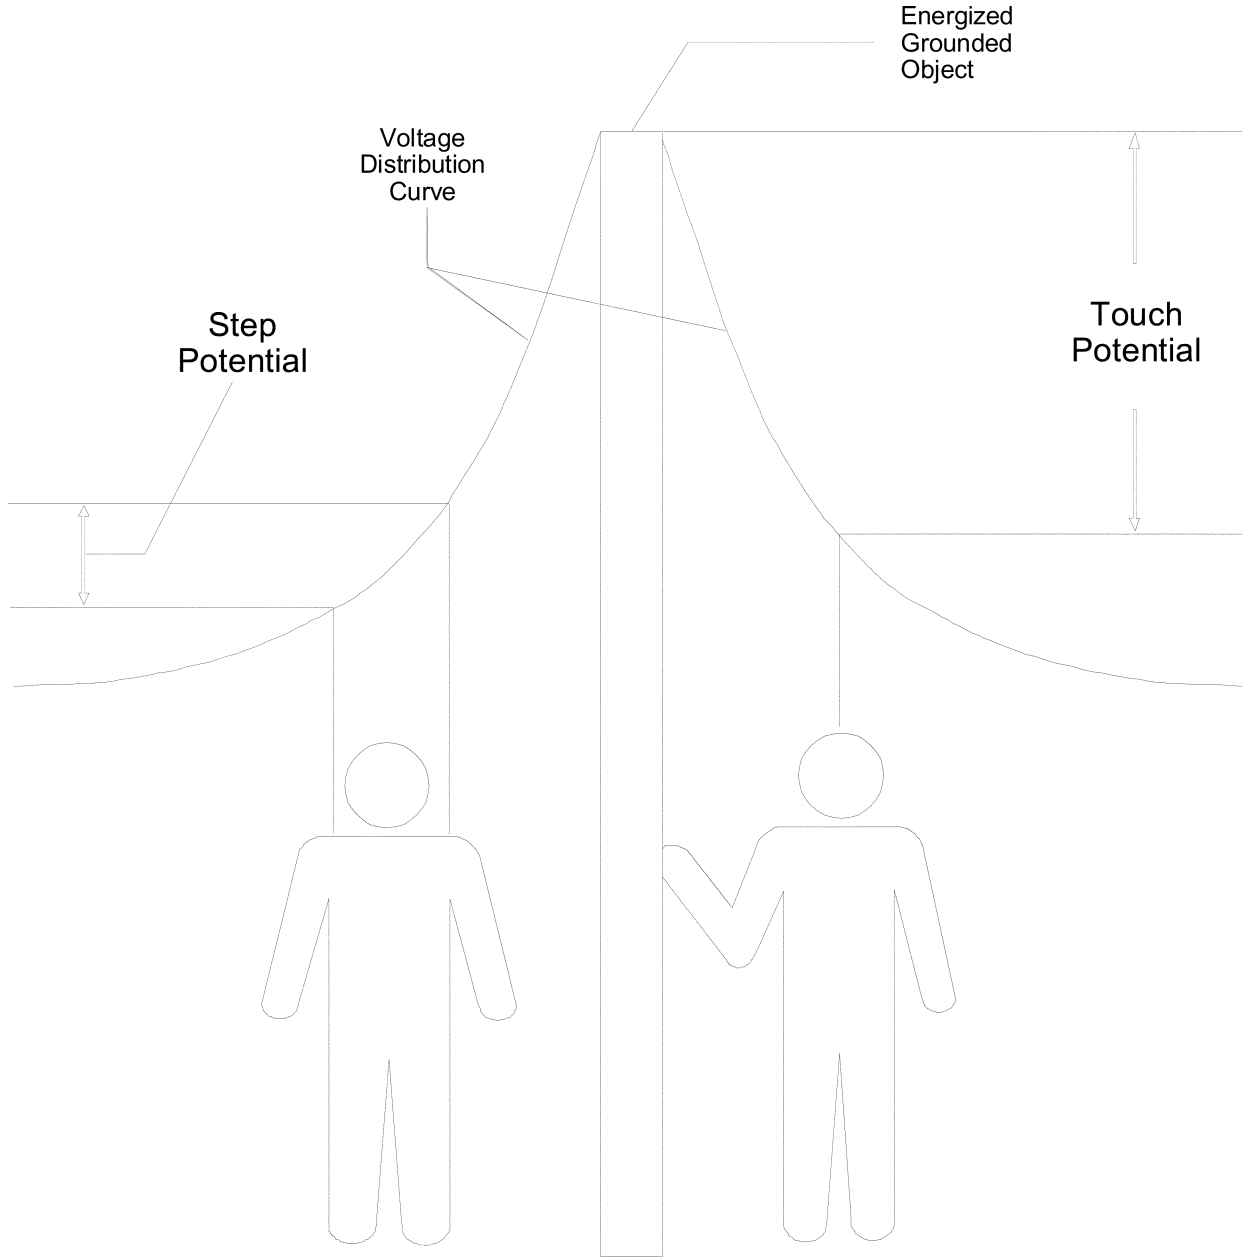 Energized
Grounded
Object
Voltage
Distribution
Curve
Step
Potential
Touch
Potential